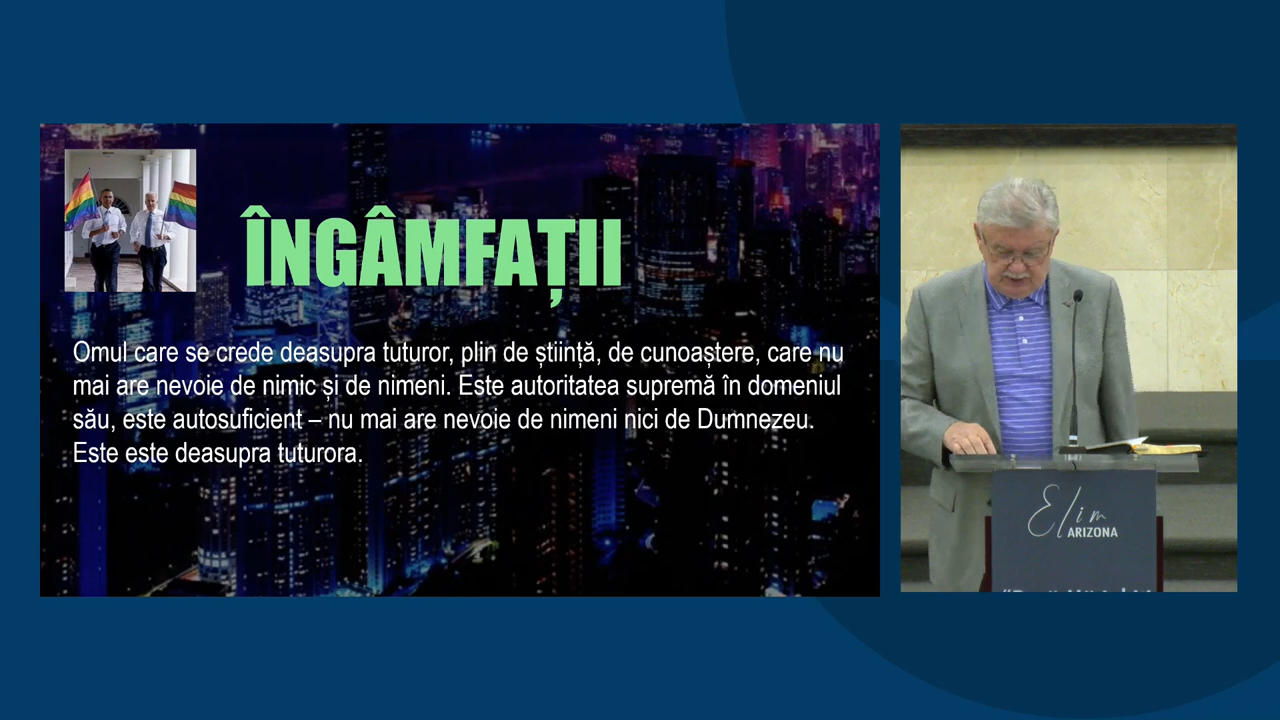 ÎNGÂMFAȚII
Omul care se crede deasupra tuturor, plin de știință, de cunoaștere, care nu
mai are nevoie de nimic și de nimeni. Este autoritatea supremă în domeniul
său, este autosuficient – nu mai are nevoie de nimeni nici de Dumnezeu.
Este este deasupra tuturora.
Elim
ARIZONA